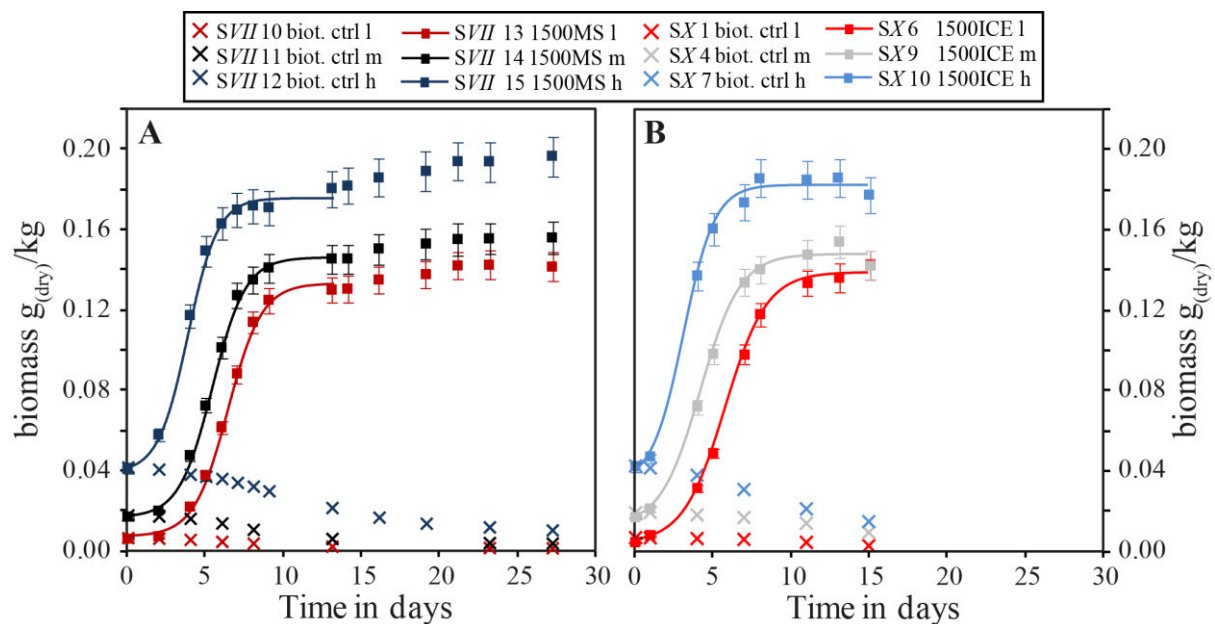 SVII 10 biot. ctrl l SVII 13 1500MS l SX 1 biot. ctrl l SX 6 1500ICE l
SVII 11 biot. ctrl m SVII 14 1500MS m SX 4 biot. ctrl m SX 9 1500ICE m
SVII 12 biot. ctrl h SVII 15 1500MS h SX 7 biot. ctrl h SX 10 1500ICE h
A
B
biomass g(dry)/kg
0.20
0.16
0.12
0.08
0.04
0.00
0 5 10 15 20 25 30
Time in days
0 5 10 15 20 25 30
Time in days
0.20
0.16
0.12
0.08
0.04
0.00
biomass g(dry)/kg